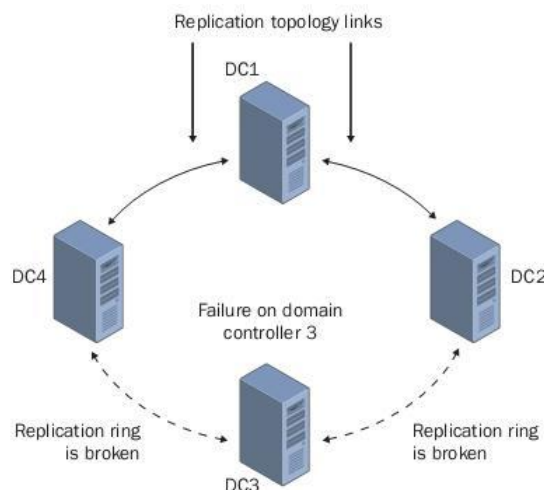 Replication topology links
DC1
DC4
DC2
Failure on domain
controller 3
Replication ring
is broken
Replication ring
is broken
DC3